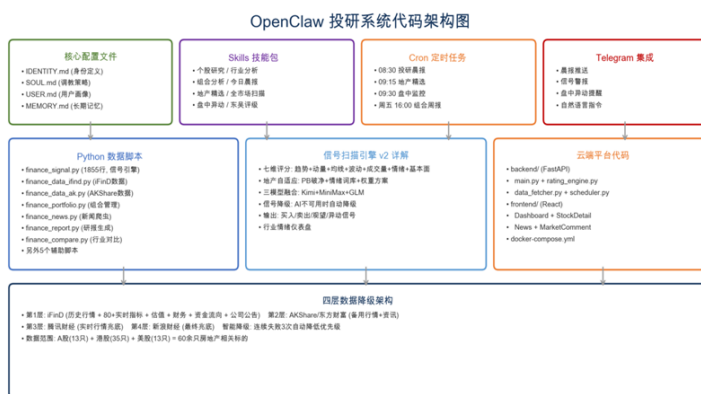 OpenClaw 投研系统代码架构图
核心配置文件
• IDENTITY.md (身份定义)
• SOUL.md (调教策略)
• USER.md (用户画像)
• MEMORY.md (长期记忆)
Skills 技能包
• 个股研究 / 行业分析
• 组合分析 / 今日晨报
• 地产精选 / 全市场扫描
• 盘中异动 / 东吴评级
Cron 定时任务
• 08:30 投研晨报
• 09:15 地产精选
• 09:30 盘中监控
• 周五 16:00 组合周报
Telegram 集成
• 晨报推送
• 信号警报
• 盘中异动提醒
• 自然语言指令
Python 数据脚本
• finance_signal.py (1855行, 信号引擎)
• finance_data_ifind.py (iFinD数据)
• finance_data_ak.py (AKShare数据)
• finance_portfolio.py (组合管理)
• finance_news.py (新闻爬虫)
• finance_report.py (研报生成)
• finance_compare.py (行业对比)
• 另外5个辅助脚本
信号扫描引擎 v2 详解
• 七维评分: 趋势+动量+均线+波动+成交量+情绪+基本面
• 地产自适应: PB破净+情绪词库+权重方案
• 三模型融合: Kimi+MiniMax+GLM
• 信号降级: AI不可用时自动降级
• 输出: 买入/卖出/观望/异动信号
• 行业情绪仪表盘
云端平台代码
• backend/ (FastAPI)
• main.py + rating_engine.py
• data_fetcher.py + scheduler.py
• frontend/ (React)
• Dashboard + StockDetail
• News + MarketComment
• docker-compose.yml
四层数据降级架构
• 第1层: iFinD (历史行情 + 80+实时指标 + 估值 + 财务 + 资金流向 + 公司公告) 第2层: AKShare/东方财富 (备用行情+资讯)
• 第3层: 腾讯财经 (实时行情兜底) 第4层: 新浪财经 (最终兜底) 智能降级: 连续失败3次自动降低优先级
• 数据范围: A股(13只) + 港股(35只) + 美股(13只) = 60余只房地产相关标的